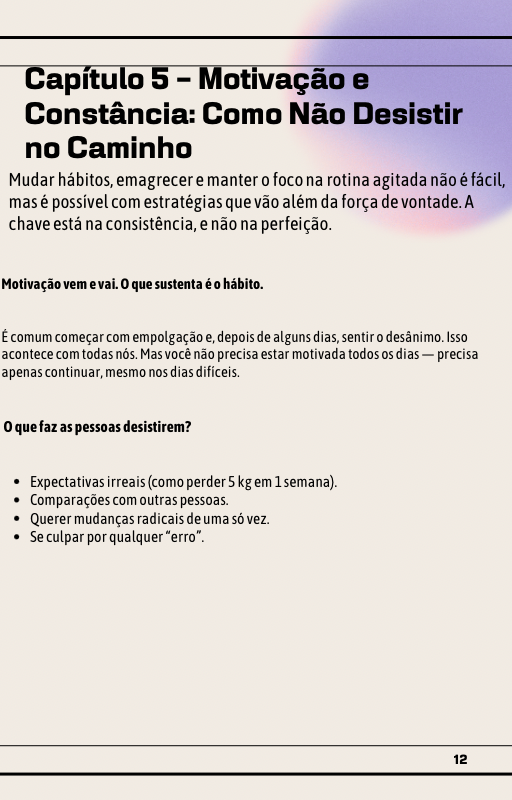 Capítulo 5 – Motivação e
Constância: Como Não Desistir
no Caminho
Mudar hábitos, emagrecer e manter o foco na rotina agitada não é fácil,
mas é possível com estratégias que vão além da força de vontade. A
chave está na consistência, e não na perfeição.
Motivação vem e vai. O que sustenta é o hábito.
É comum começar com empolgação e, depois de alguns dias, sentir o desânimo. Isso
acontece com todas nós. Mas você não precisa estar motivada todos os dias — precisa
apenas continuar, mesmo nos dias difíceis.
O que faz as pessoas desistirem?
• Expectativas irreais (como perder 5 kg em 1 semana).
• Comparações com outras pessoas.
• Querer mudanças radicais de uma só vez.
• Se culpar por qualquer “erro”.
12